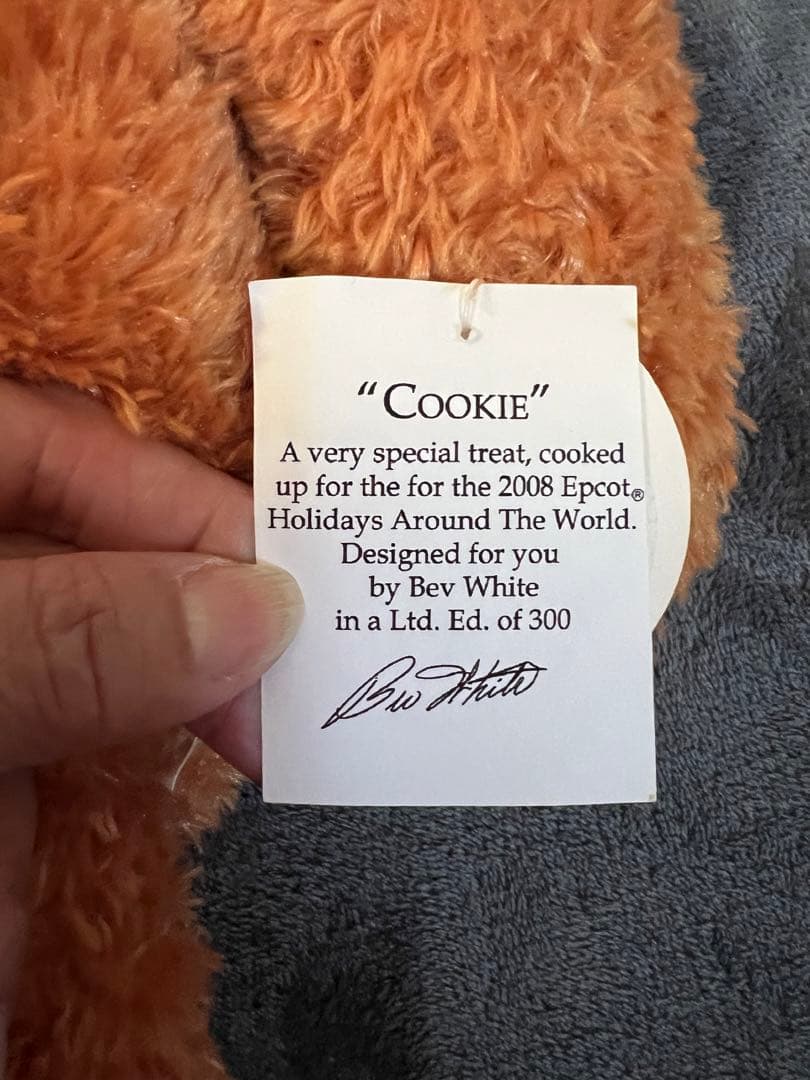 “COOKIE”
A very special treat, cooked
up for the for the 2008 Epcot®
Holidays Around The World.
Designed for you
by Bev White
in a Ltd. Ed. of 300
Bev White